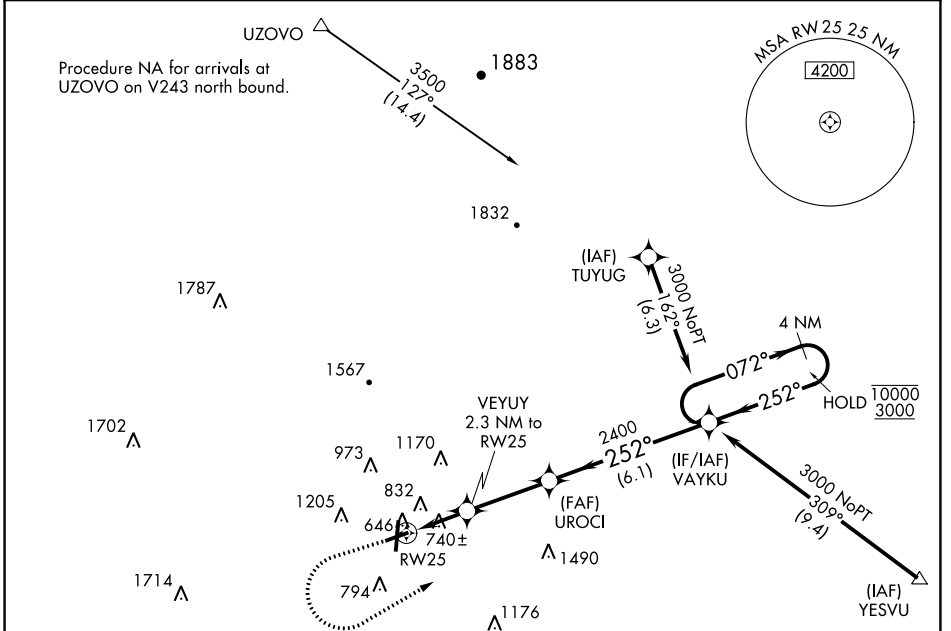 UZOVO
Procedure NA for arrivals at
UZOVO on V243 north bound.
3500
127°
(14.4)
1883
MSA RW25 25 NM
4200
1832
(IAF)
TUYUG
3000 NoPT
162°
(6.3)
1787
4 NM
072°
252°
HOLD
10000
3000
1567
VEYUY
2.3 NM to
RW25
2400
252°
(6.1)
(IF/IAF)
VAYKU
1702
973
1170
(FAF)
UROCI
3000 NoPT
309°
(9.4)
1205
832
646
740±
RW25
1490
1714
794
1176
(IAF)
YESVU